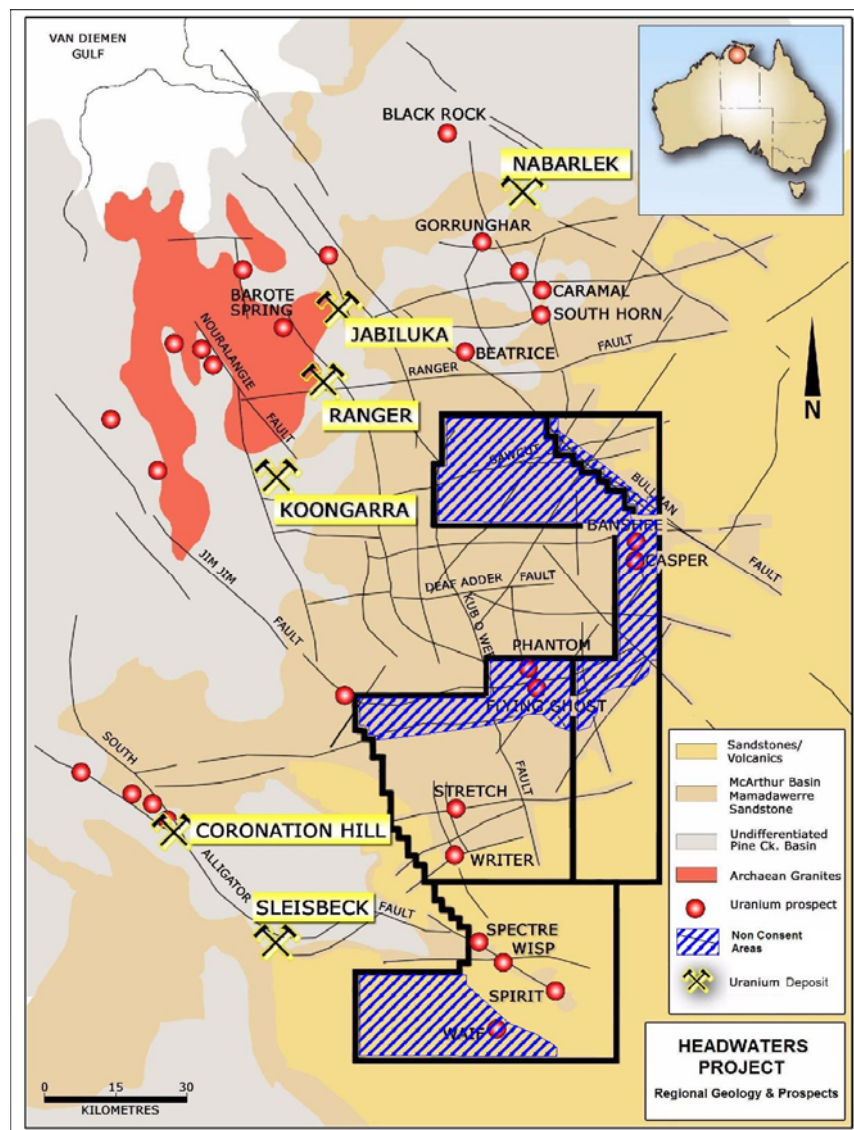 VAN DIEMEN
GULF
BLACK ROCK
NABARLEK
GORRUNGHAR
BAROTE
SPRING
CARAMAL
SOUTH HORN
JABILUKA
NOURALANGIE
FAULT
BEATRICE
RANGER
FAULT
RANGER
N
GAWCUT
BULLMAN
FAULT
KOONGARRA
BANSHEE
CASPER
JIM JIM
FAULT
DEAF ADDER
FAULT
KUB O WER
FAULT
PHANTOM
FLYING GHOST
SOUTH
ALLIGATOR
FAULT
STRETCH
CORONATION HILL
WRITER
SLEISBECK
SPECTRE
WISP
SPIRIT
WAIF
Sandstones/
Volcanics
McArthur Basin
Mamadawerre
Sandstone
Undifferentiated
Pine Ck. Basin
Archaean Granites
Uranium prospect
Non Consent
Areas
Uranium Deposit
HEADWATERS
PROJECT
Regional Geology & Prospects
0 15 30
KILOMETRES